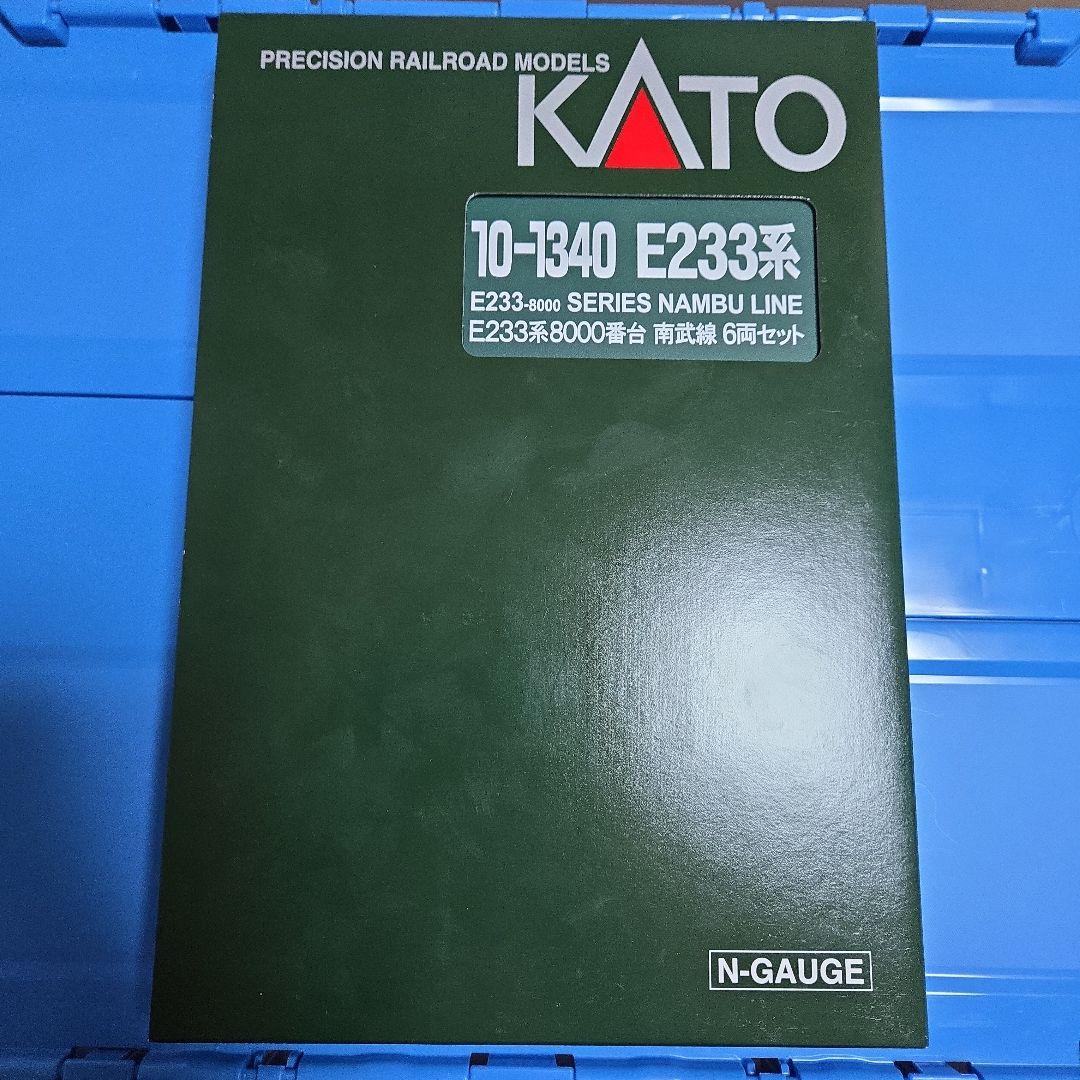 PRECISION RAILROAD MODELS
KATO
10-1340 E233系
E233-8000 SERIES NAMBU LINE
E233系8000番台 南武線 6両セット
N-GAUGE